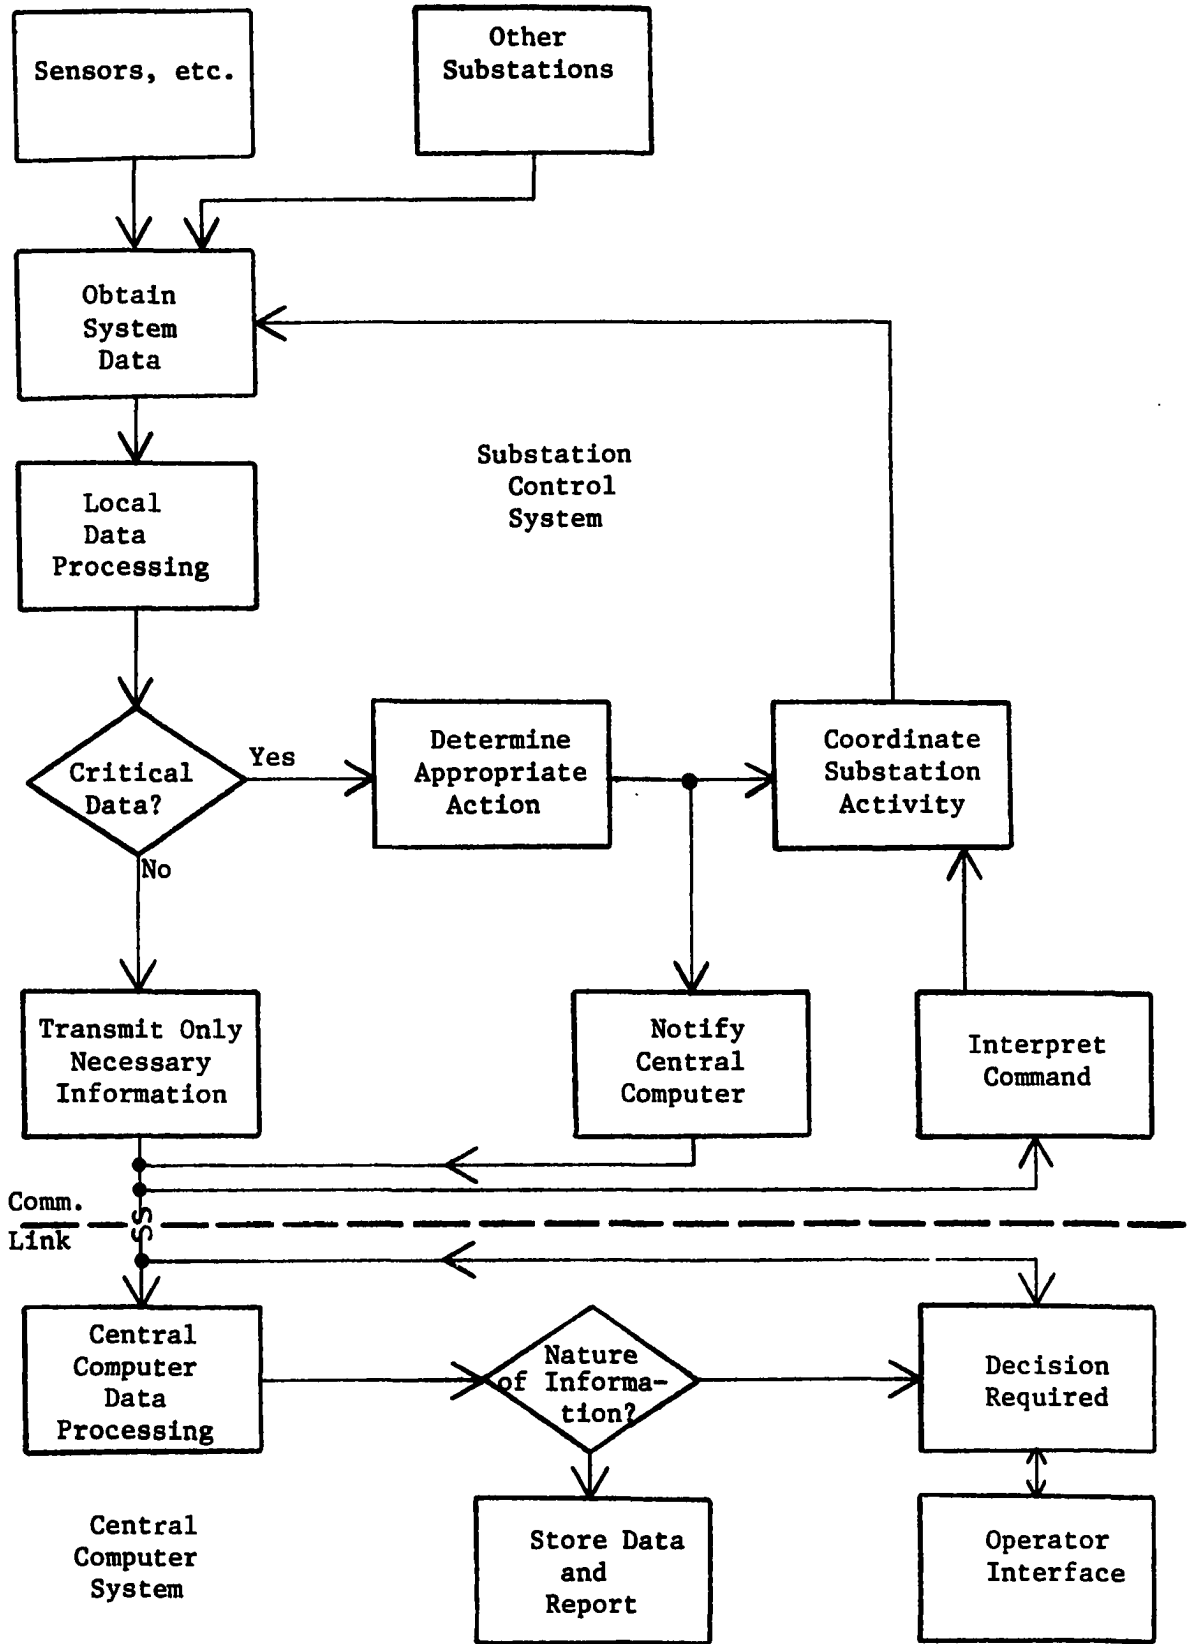 Sensors, etc.
Other
Substations
Obtain
System
Data
Substation
Control
System
Local
Data
Processing
Critical
Data?
Yes
No
Determine
Appropriate
Action
Coordinate
Substation
Activity
Transmit Only
Necessary
Information
Notify
Central
Computer
Interpret
Command
Comm.
Link
Central
Computer
Data
Processing
Nature
of Informa-
tion?
Decision
Required
Central
Computer
System
Store Data
and
Report
Operator
Interface